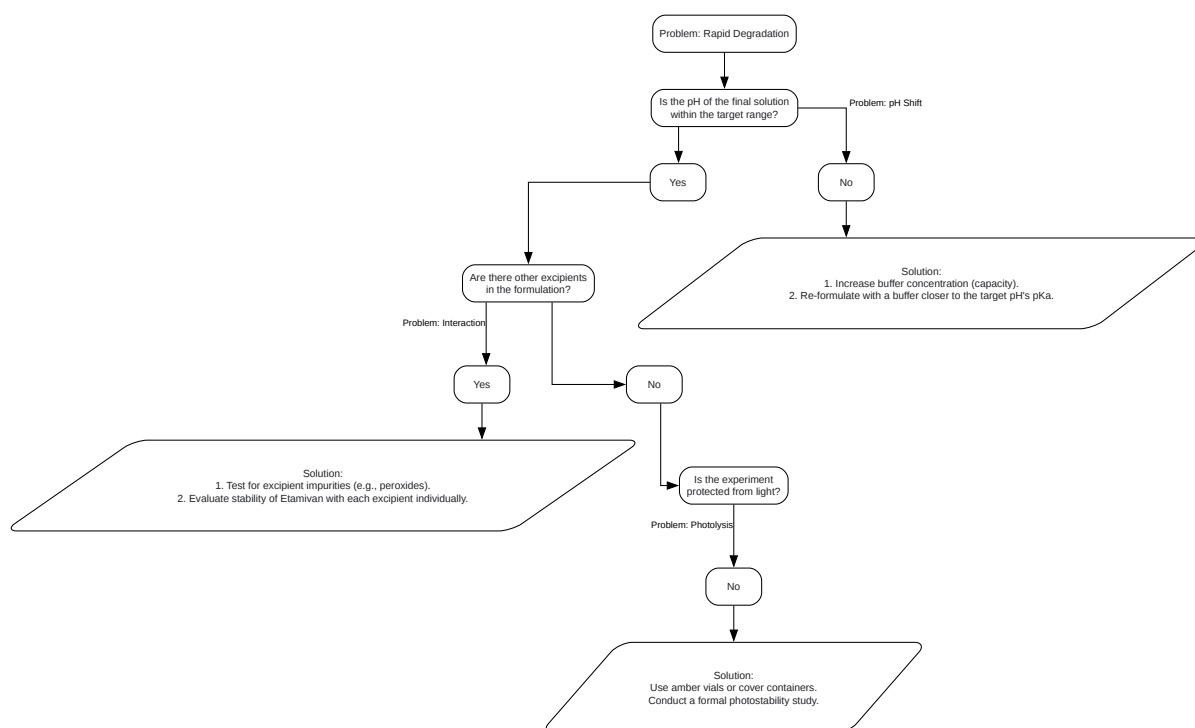 Problem: Rapid Degradation
Is the pH of the final solution
within the target range?
Problem: pH Shift
Yes
No
Solution:
1. Increase buffer concentration (capacity).
2. Re-formulate with a buffer closer to the target pH's pKa.
Are there other excipients
in the formulation?
Problem: Interaction
Yes
No
Solution:
1. Test for excipient impurities (e.g., peroxides).
2. Evaluate stability of Etamivan with each excipient individually.
Is the experiment
protected from light?
Problem: Photolysis
No
Solution:
Use amber vials or cover containers.
Conduct a formal photostability study.